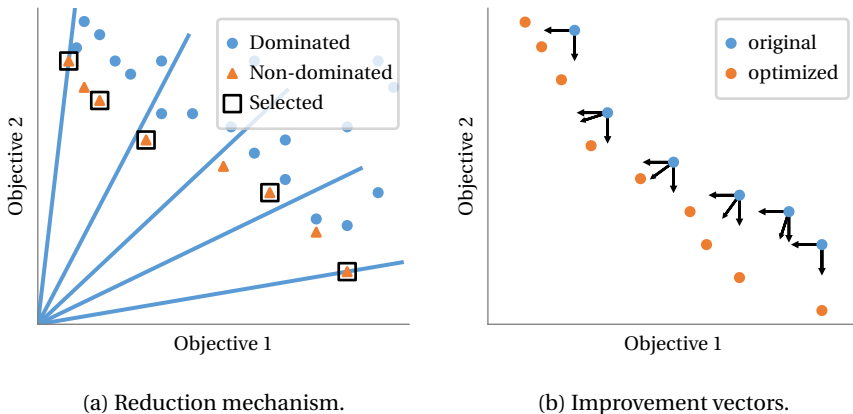 Objective 2
Dominated
Non-dominated
Selected
Objective 1
(a) Reduction mechanism.
Objective 2
original
optimized
Objective 1
(b) Improvement vectors.